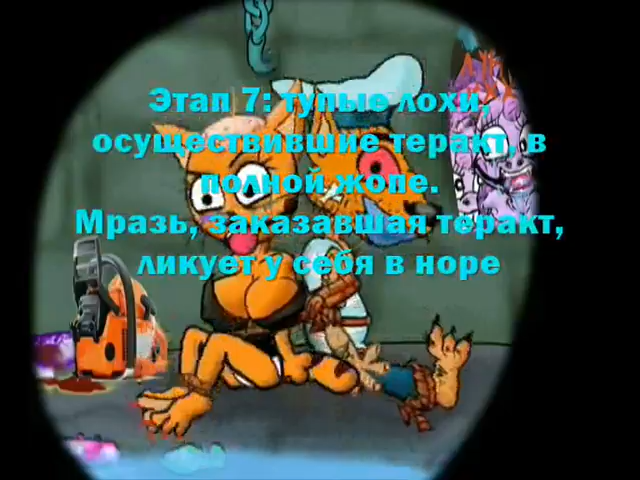 Этап 7: тупые лохи,
осуществившие теракт, в
полной жопе.
Мразь, заказавшая теракт,
ликует у себя в норе